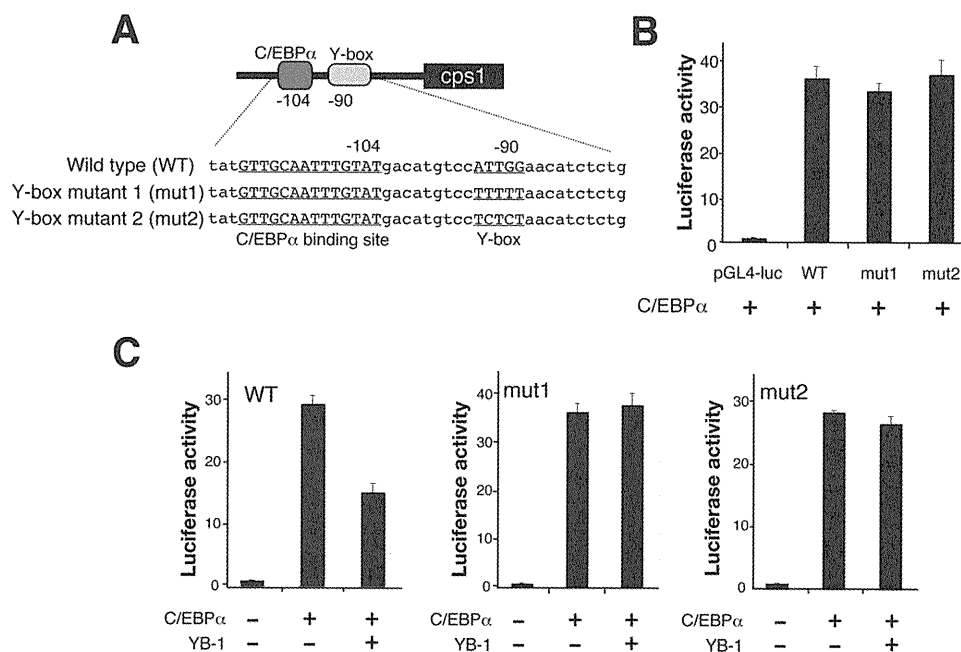 A
C/EBPα Y-box
cps1
-104 -90
-104 -90
Wild type (WT) tatGTTGCAATTTGTATgacatgtccATTGGaacatctctg
Y-box mutant 1 (mut1) tatGTTGCAATTTGTATgacatgtccTTTTTaacatctctg
Y-box mutant 2 (mut2) tatGTTGCAATTTGTATgacatgtccTCTCTaacatctctg
C/EBPα binding site Y-box
B
Luciferase activity
40
30
20
10
0
pGL4-luc WT mut1 mut2
C/EBPα + + + +
C
WT
Luciferase activity
30
20
10
0
C/EBPα − + +
YB-1 − − +
mut1
Luciferase activity
40
30
20
10
0
C/EBPα − + +
YB-1 − − +
mut2
Luciferase activity
30
20
10
0
C/EBPα − + +
YB-1 − − +